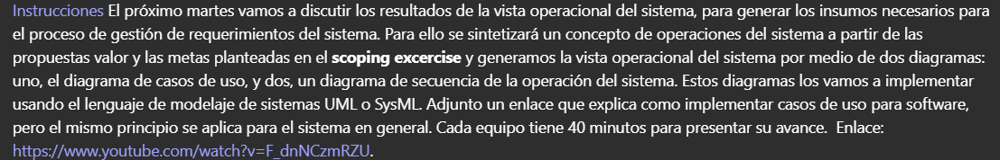 Instrucciones El próximo martes vamos a discutir los resultados de la vista operacional del sistema, para generar los insumos necesarios para
el proceso de gestión de requerimientos del sistema. Para ello se sintetizará un concepto de operaciones del sistema a partir de las
propuestas valor y las metas planteadas en el scoping excercise y generamos la vista operacional del sistema por medio de dos diagramas:
uno, el diagrama de casos de uso, y dos, un diagrama de secuencia de la operación del sistema. Estos diagramas los vamos a implementar
usando el lenguaje de modelaje de sistemas UML o SysML. Adjunto un enlace que explica como implementar casos de uso para software,
pero el mismo principio se aplica para el sistema en general. Cada equipo tiene 40 minutos para presentar su avance.  Enlace:
https://www.youtube.com/watch?v=F_dnNCzmRZU.